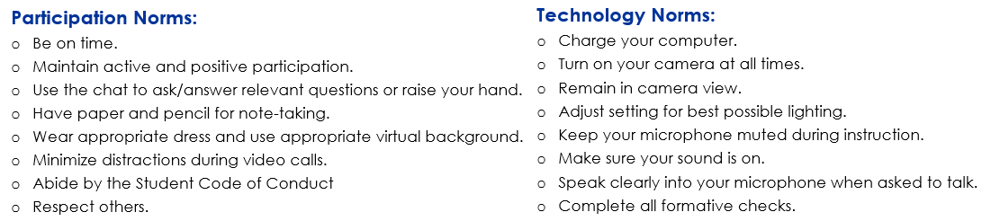 Participation Norms:
o Be on time.
o Maintain active and positive participation.
o Use the chat to ask/answer relevant questions or raise your hand.
o Have paper and pencil for note-taking.
o Wear appropriate dress and use appropriate virtual background.
o Minimize distractions during video calls.
o Abide by the Student Code of Conduct
o Respect others.
Technology Norms:
o Charge your computer.
o Turn on your camera at all times.
o Remain in camera view.
o Adjust setting for best possible lighting.
o Keep your microphone muted during instruction.
o Make sure your sound is on.
o Speak clearly into your microphone when asked to talk.
o Complete all formative checks.